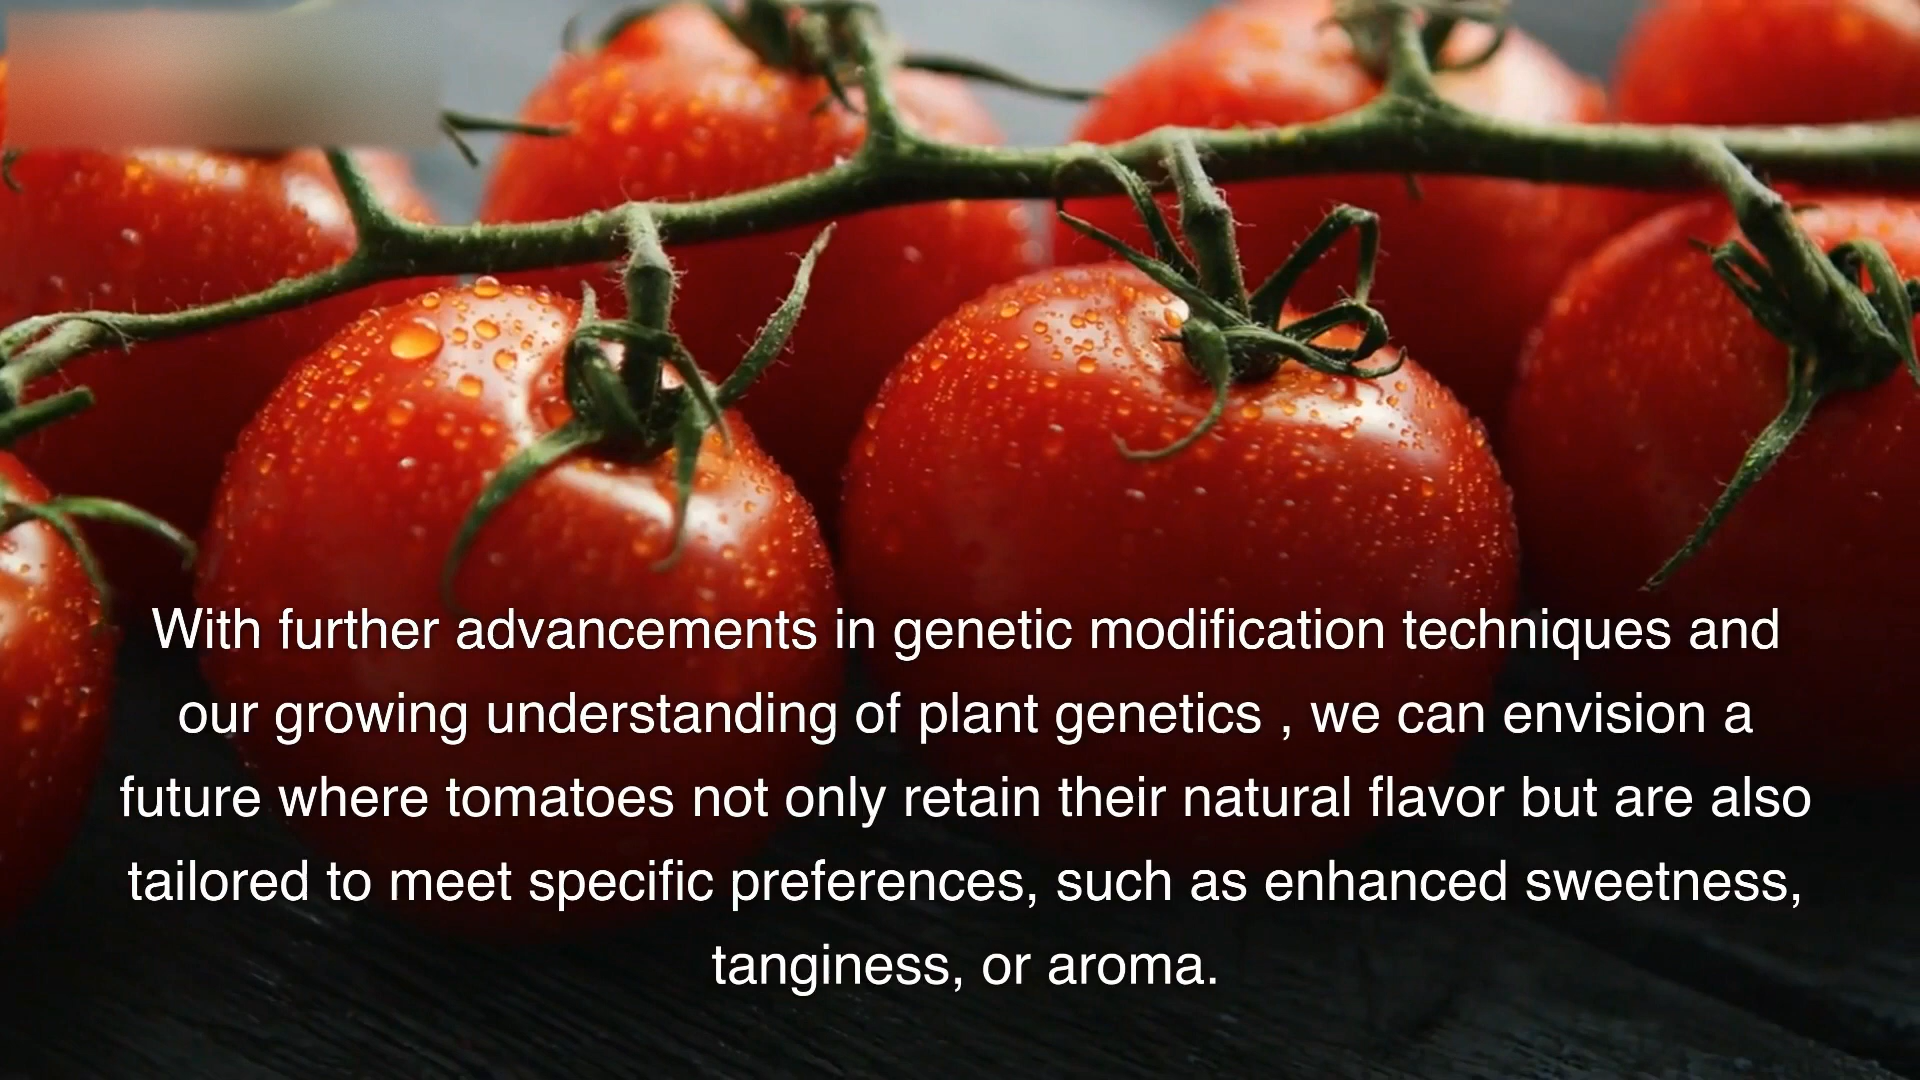 With further advancements in genetic modification techniques and
our growing understanding of plant genetics , we can envision a
future where tomatoes not only retain their natural flavor but are also
tailored to meet specific preferences, such as enhanced sweetness,
tanginess, or aroma.